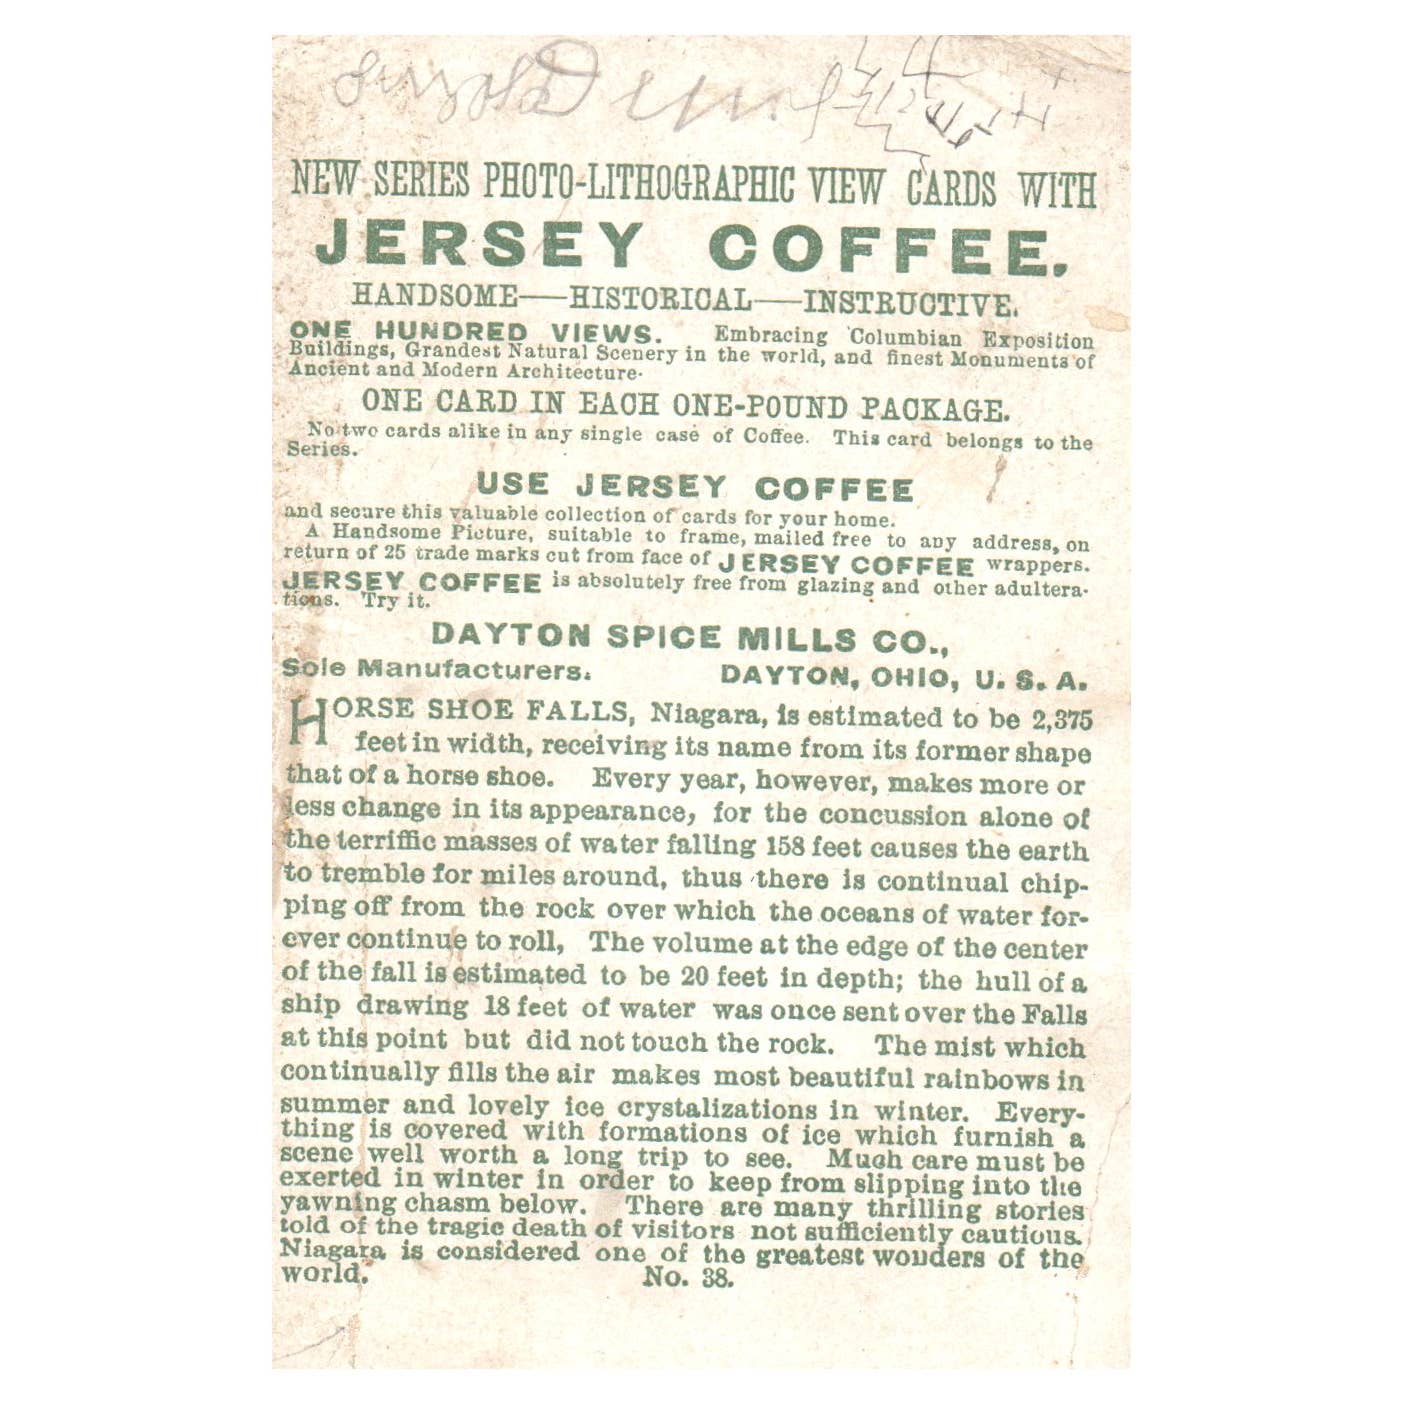 NEW SERIES PHOTO-LITHOGRAPHIC VIEW CARDS WITH
JERSEY COFFEE.
HANDSOME—HISTORICAL—INSTRUCTIVE.
ONE HUNDRED VIEWS. Embracing Columbian Exposition
Buildings, Grandest Natural Scenery in the world, and finest Monuments of
Ancient and Modern Architecture.
ONE CARD IN EACH ONE-POUND PACKAGE.
No two cards alike in any single case of Coffee. This card belongs to the
Series.
USE JERSEY COFFEE
and secure this valuable collection of cards for your home.
A Handsome Picture, suitable to frame, mailed free to any address, on
return of 25 trade marks cut from face of JERSEY COFFEE wrappers.
JERSEY COFFEE is absolutely free from glazing and other adultera-
tions. Try it.
DAYTON SPICE MILLS CO.,
Sole Manufacturers. DAYTON, OHIO, U. S. A.
HORSE SHOE FALLS, Niagara, is estimated to be 2,375
feet in width, receiving its name from its former shape
that of a horse shoe. Every year, however, makes more or
less change in its appearance, for the concussion alone of
the terriffic masses of water falling 158 feet causes the earth
to tremble for miles around, thus there is continual chip-
ping off from the rock over which the oceans of water for-
ever continue to roll, The volume at the edge of the center
of the fall is estimated to be 20 feet in depth; the hull of a
ship drawing 18 feet of water was once sent over the Falls
at this point but did not touch the rock. The mist which
continually fills the air makes most beautiful rainbows in
summer and lovely ice crystalizations in winter. Every-
thing is covered with formations of ice which furnish a
scene well worth a long trip to see. Much care must be
exerted in winter in order to keep from slipping into the
yawning chasm below. There are many thrilling stories
told of the tragic death of visitors not sufficiently cautious.
Niagara is considered one of the greatest wonders of the
world. No. 38.